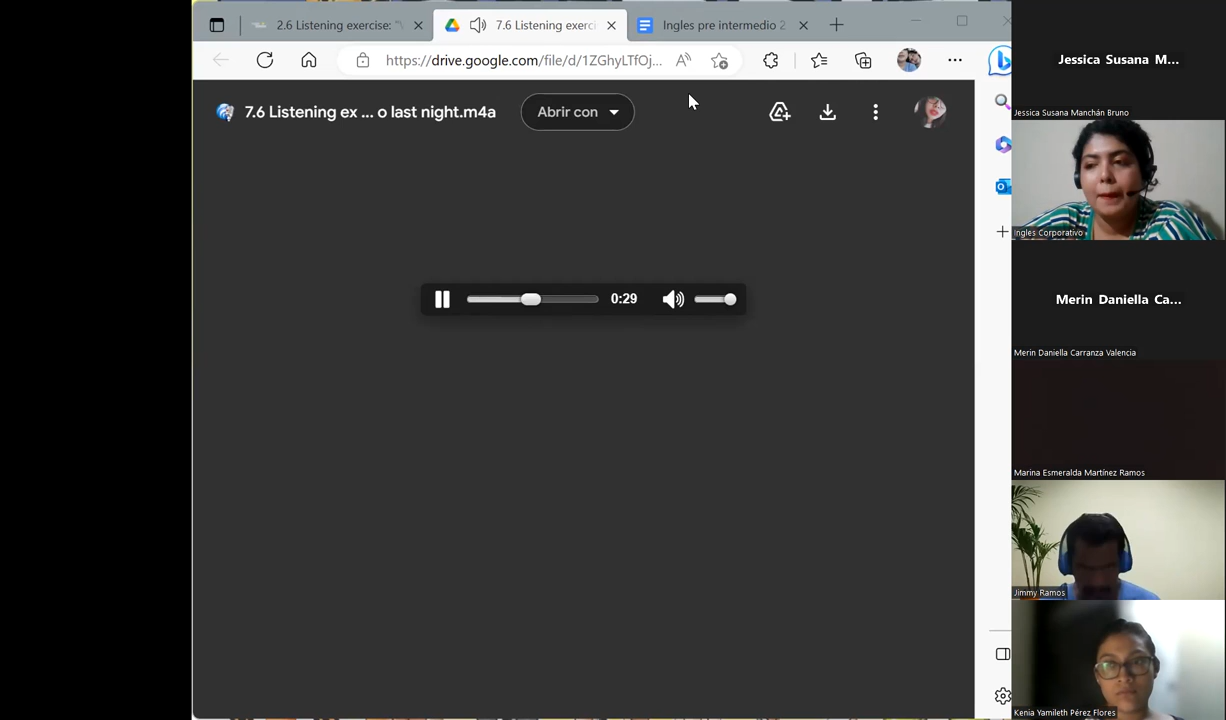 2.6 Listening exercise: "
7.6 Listening exerci
Ingles pre intermedio 2
https://drive.google.com/file/d/1ZGhyLTfOj...
7.6 Listening ex ... o last night.m4a
Abrir con
0:29
Jessica Susana M...
Jessica Susana Manchán Bruno
Ingles Corporativo
Merin Daniella Ca...
Merin Daniella Carranza Valencia
Marina Esmeralda Martínez Ramos
Jimmy Ramos
Kenia Yamileth Pérez Flores